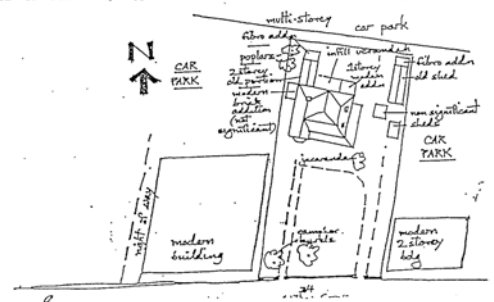 multi-storey car park
fibro addn
poplars
2 storey
old portion
modern
brick
addition
(not
significant)
N
CAR
PARK
infill verandah
1 storey
modern
addn
fibro addn
old shed
non significant
sheds
CAR
PARK
jacaranda
right of way
modern
building
camphor
laurels
modern
2 storey
bdg
34